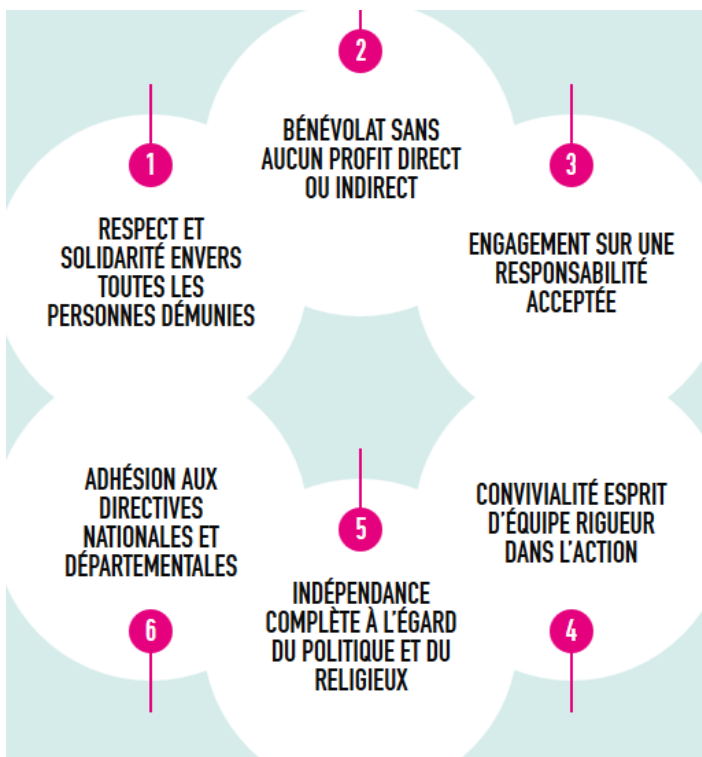 1
RESPECT ET
SOLIDARITÉ ENVERS
TOUTES LES
PERSONNES DÉMUNIES
2
BÉNÉVOLAT SANS
AUCUN PROFIT DIRECT
OU INDIRECT
3
ENGAGEMENT SUR UNE
RESPONSABILITÉ
ACCEPTÉE
CONVIVIALITÉ ESPRIT
D'ÉQUIPE RIGUEUR
DANS L'ACTION
4
5
INDÉPENDANCE
COMPLÈTE À L'ÉGARD
DU POLITIQUE ET DU
RELIGIEUX
ADHÉSION AUX
DIRECTIVES
NATIONALES ET
DÉPARTEMENTALES
6